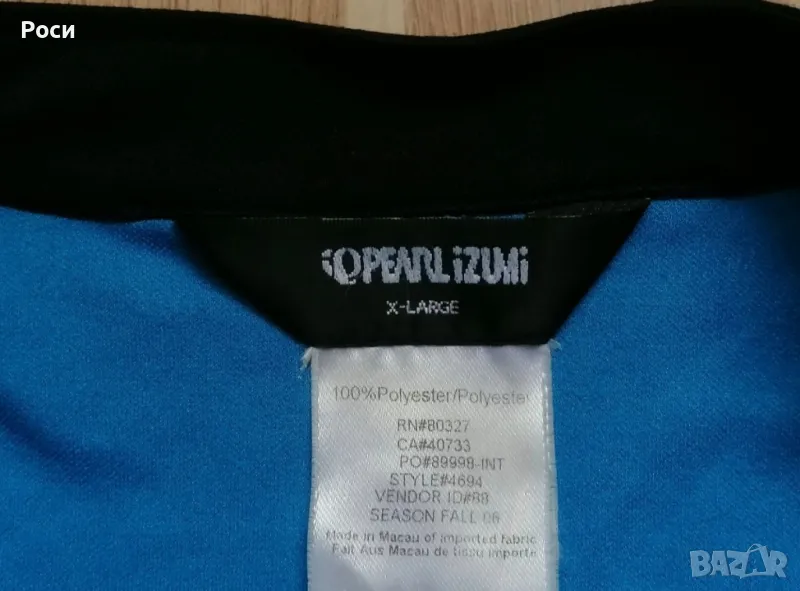 Роси
PEARL iZUMi
X-LARGE
100%Polyester/Polyester
RN#80327
CA#40733
PO#89998-INT
STYLE#4694
VENDOR ID#88
SEASON FALL 06
Made in Macau of imported fabric
Fait Aus Macau de tissu importe
BAZAR